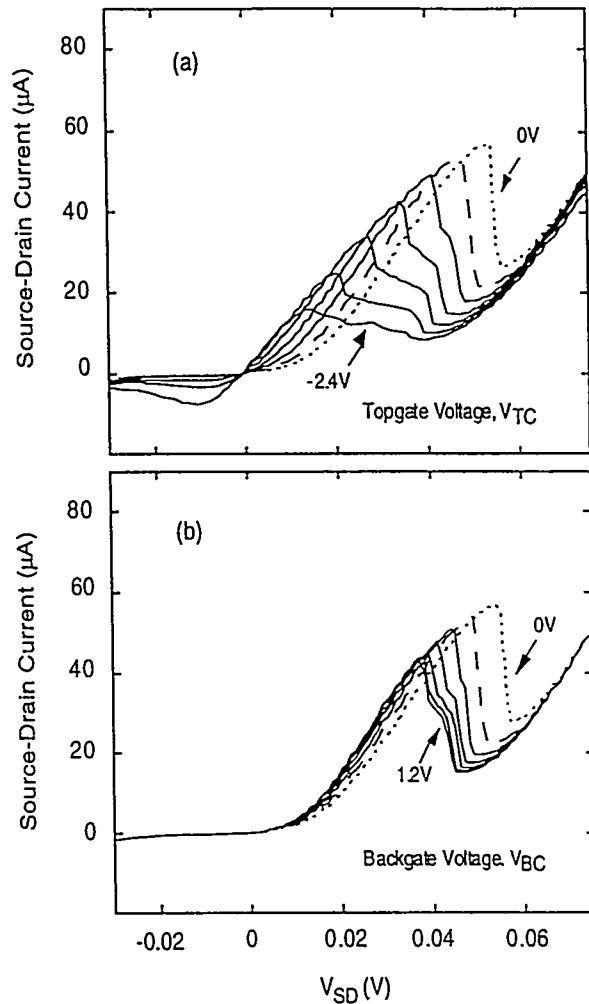 80
(a)
60
0V
40
20
0
-2.4V
Topgate Voltage, VTC
Source-Drain Current (μA)
80
(b)
60
0V
40
20
12V
0
Backgate Voltage. VBC
Source-Drain Current (μA)
-0.02 0 0.02 0.04 0.06
VSD (V)